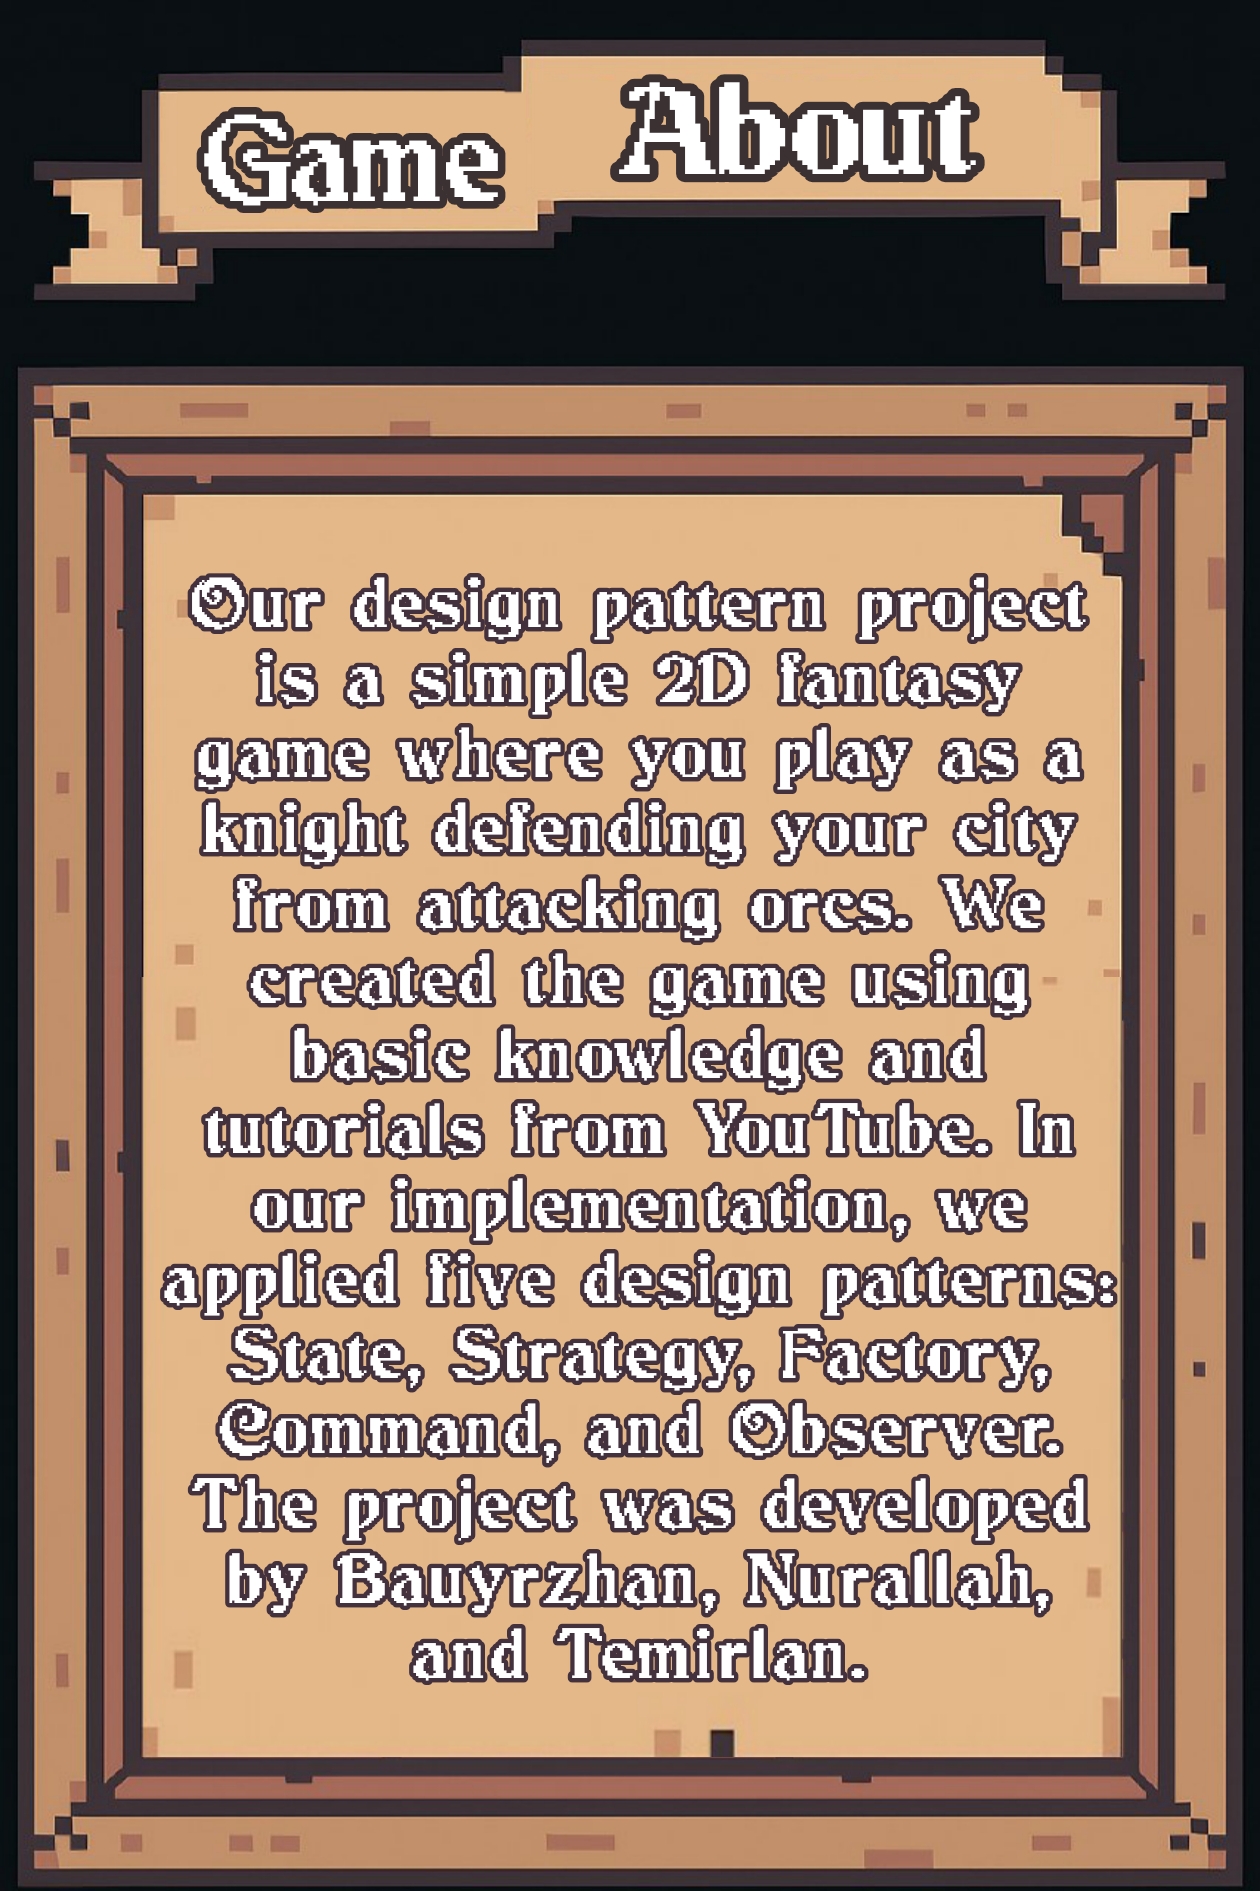 Game About
Our design pattern project
is a simple 2D fantasy
game where you play as a
knight defending your city
from attacking orcs. We
created the game using
basic knowledge and
tutorials from YouTube. In
our implementation, we
applied five design patterns:
State, Strategy, Factory,
Command, and Observer.
The project was developed
by Bauyrzhan, Nurallah,
and Temirlan.